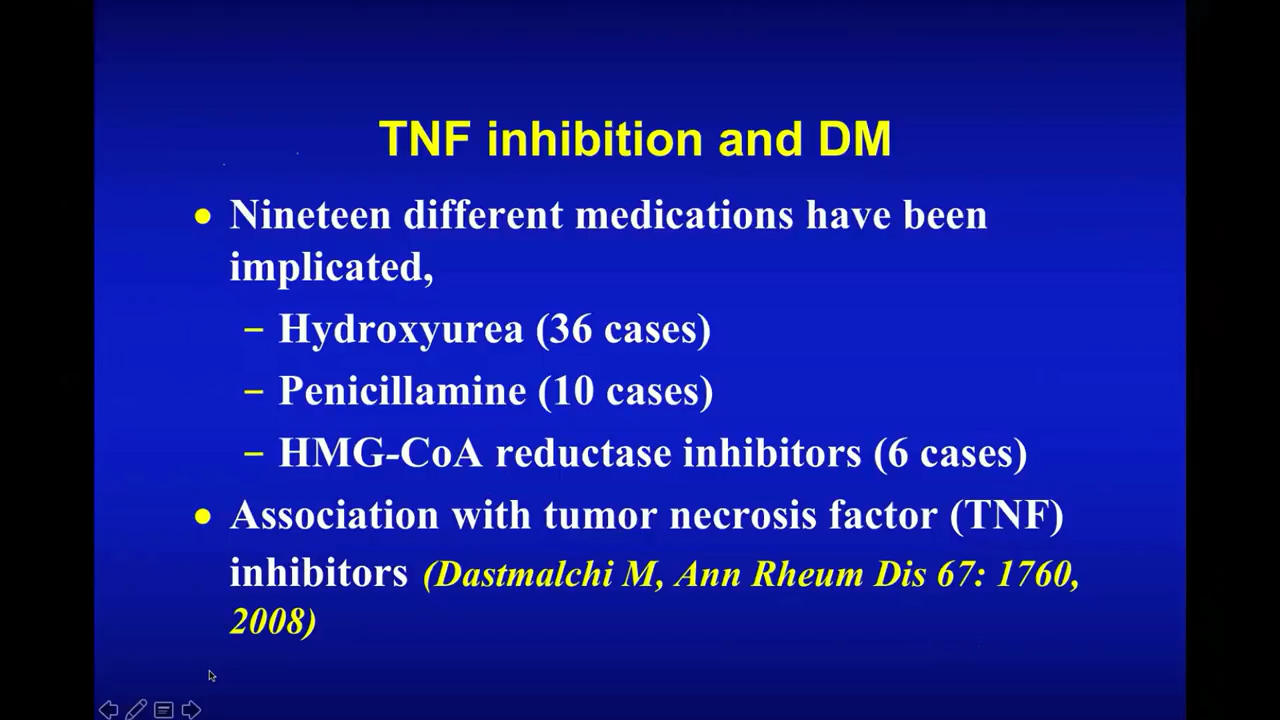 TNF inhibition and DM
• Nineteen different medications have been
implicated,
– Hydroxyurea (36 cases)
– Penicillamine (10 cases)
– HMG-CoA reductase inhibitors (6 cases)
• Association with tumor necrosis factor (TNF)
inhibitors (Dastmalchi M, Ann Rheum Dis 67: 1760,
2008)